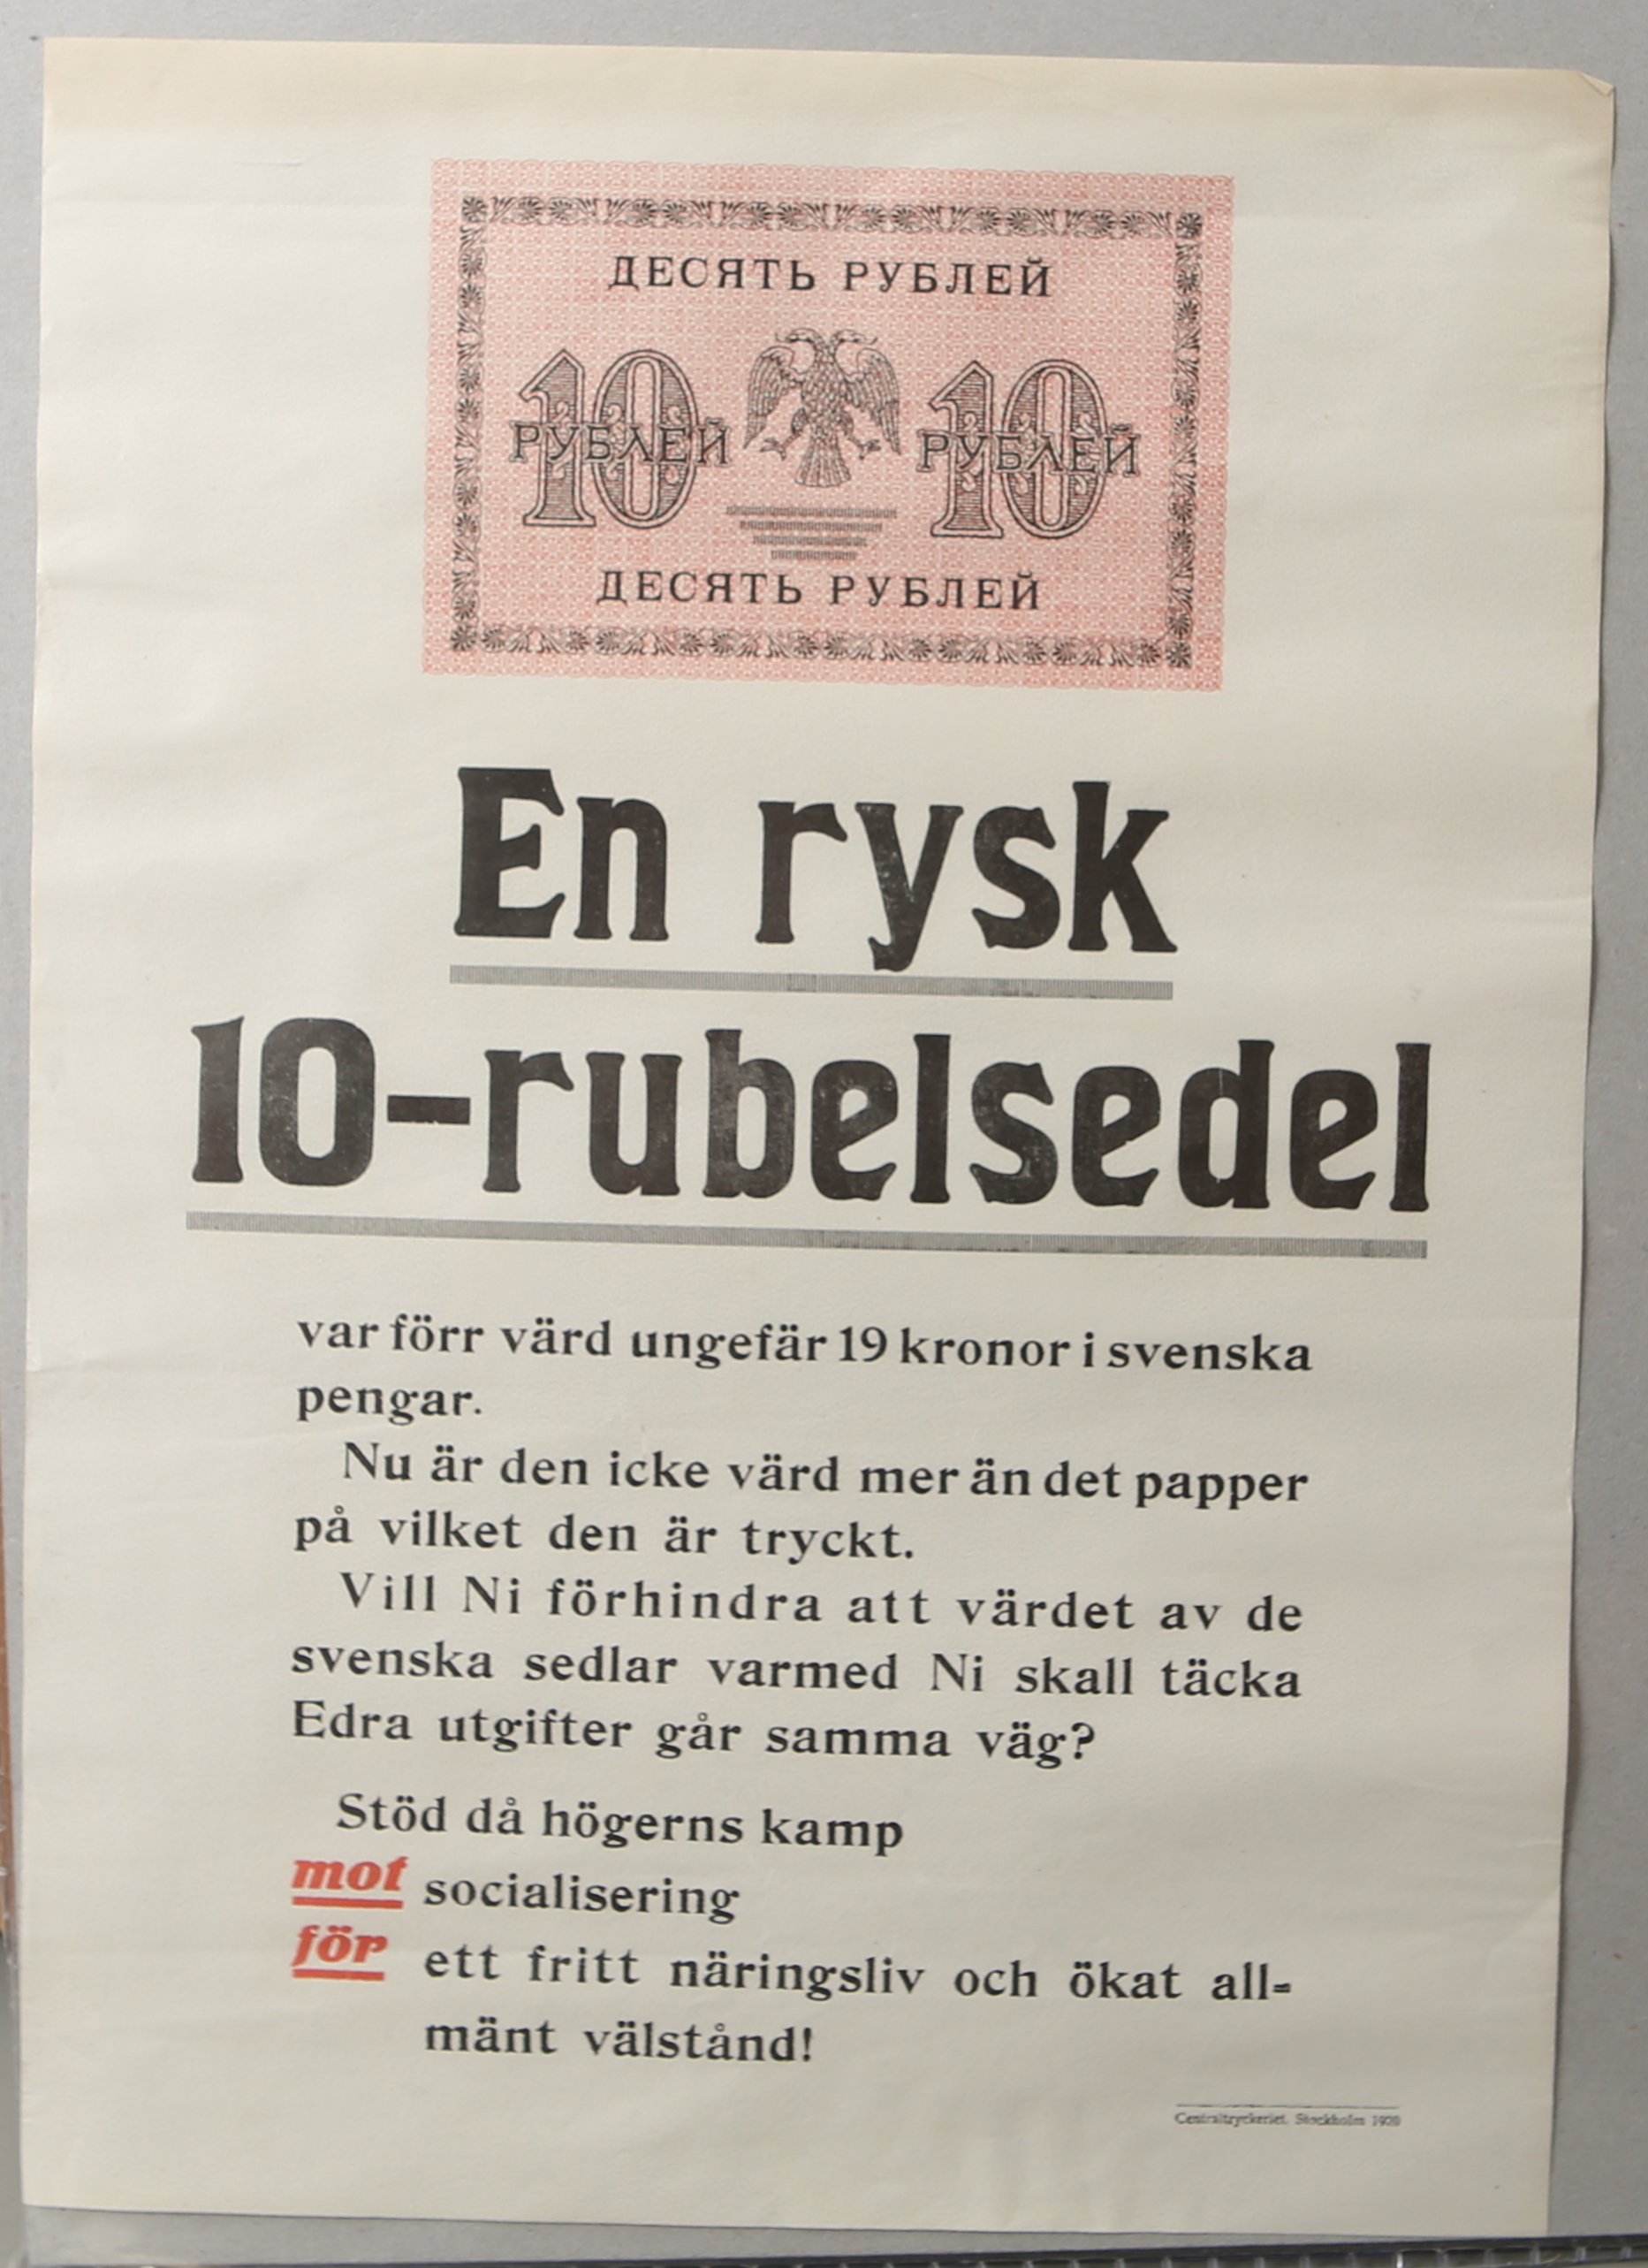 ДЕСЯТЬ РУБЛЕЙ
10 РУБЛЕЙ 10 РУБЛЕЙ
ДЕСЯТЬ РУБЛЕЙ
En rysk
10-rubelsedel
var förr värd ungefär 19 kronor i svenska
pengar.
Nu är den icke värd mer än det papper
på vilket den är tryckt.
Vill Ni förhindra att värdet av de
svenska sedlar varmed Ni skall täcka
Edra utgifter går samma väg?
Stöd då högerns kamp
mot socialisering
för ett fritt näringsliv och ökat all-
mänt välstånd!
Centraltryckeriet. Stockholm 1920